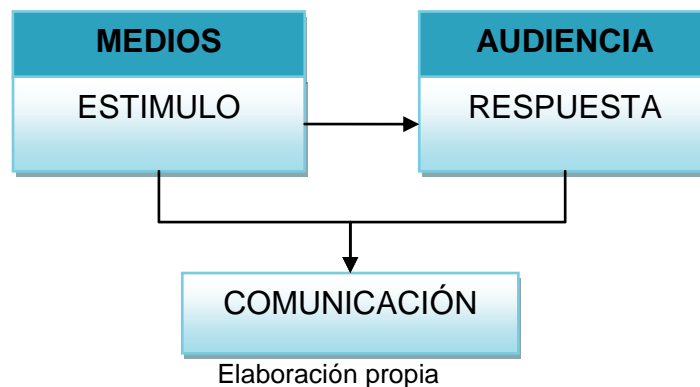 MEDIOS
ESTIMULO
AUDIENCIA
RESPUESTA
COMUNICACIÓN
Elaboración propia